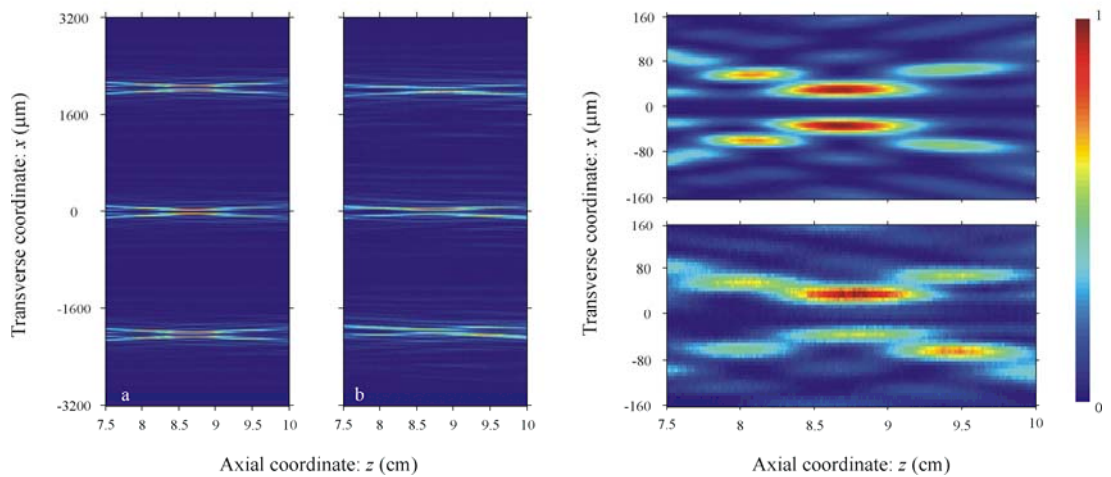 3200
1600
0
-1600
-3200
Transverse coordinate: x (μm)
a
b
7.5 8 8.5 9 9.5 10
7.5 8 8.5 9 9.5 10
Axial coordinate: z (cm)
160
80
0
-80
-160
160
80
0
-80
-160
Transverse coordinate: x (μm)
7.5 8 8.5 9 9.5 10
Axial coordinate: z (cm)
1
0